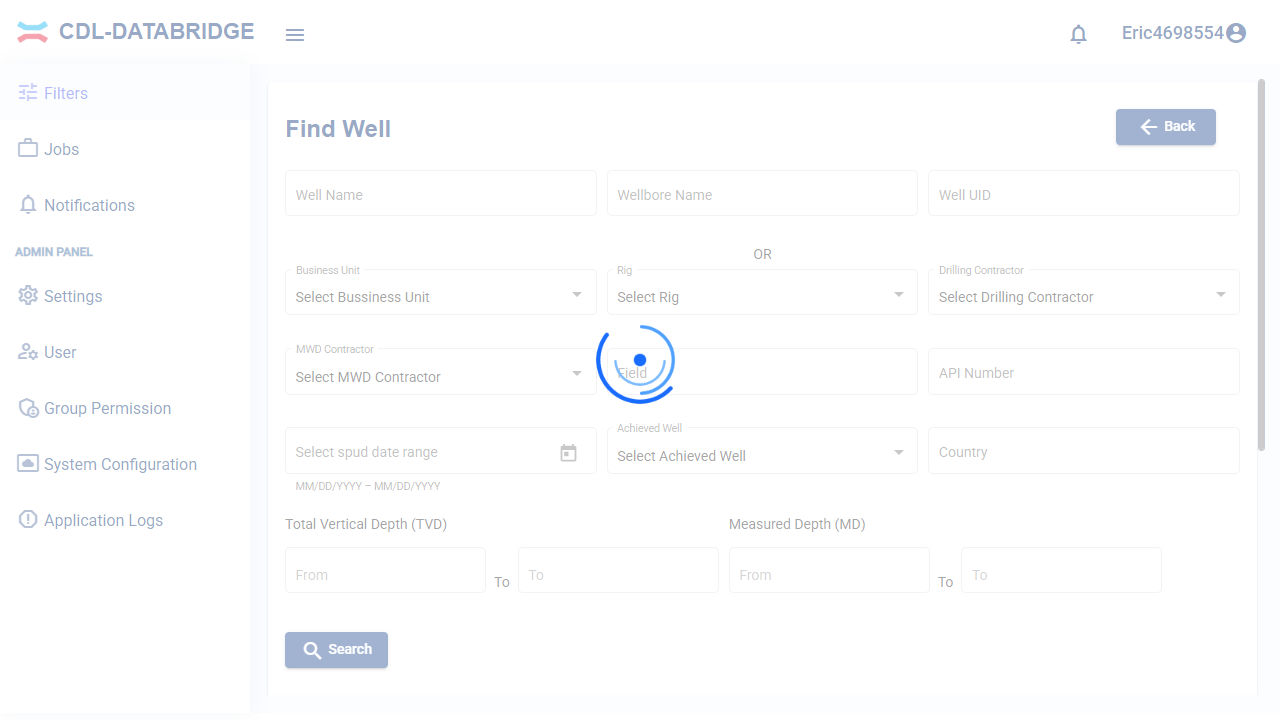 CDL-DATABRIDGE
Eric4698554
Filters
Jobs
Notifications
ADMIN PANEL
Settings
User
Group Permission
System Configuration
Application Logs
Find Well
Back
Well Name
Wellbore Name
Well UID
OR
Business Unit
Select Bussiness Unit
Rig
Select Rig
Drilling Contractor
Select Drilling Contractor
MWD Contractor
Select MWD Contractor
Field
API Number
Select spud date range
MM/DD/YYYY – MM/DD/YYYY
Achieved Well
Select Achieved Well
Country
Total Vertical Depth (TVD)
From
To
To
Measured Depth (MD)
From
To
To
Search